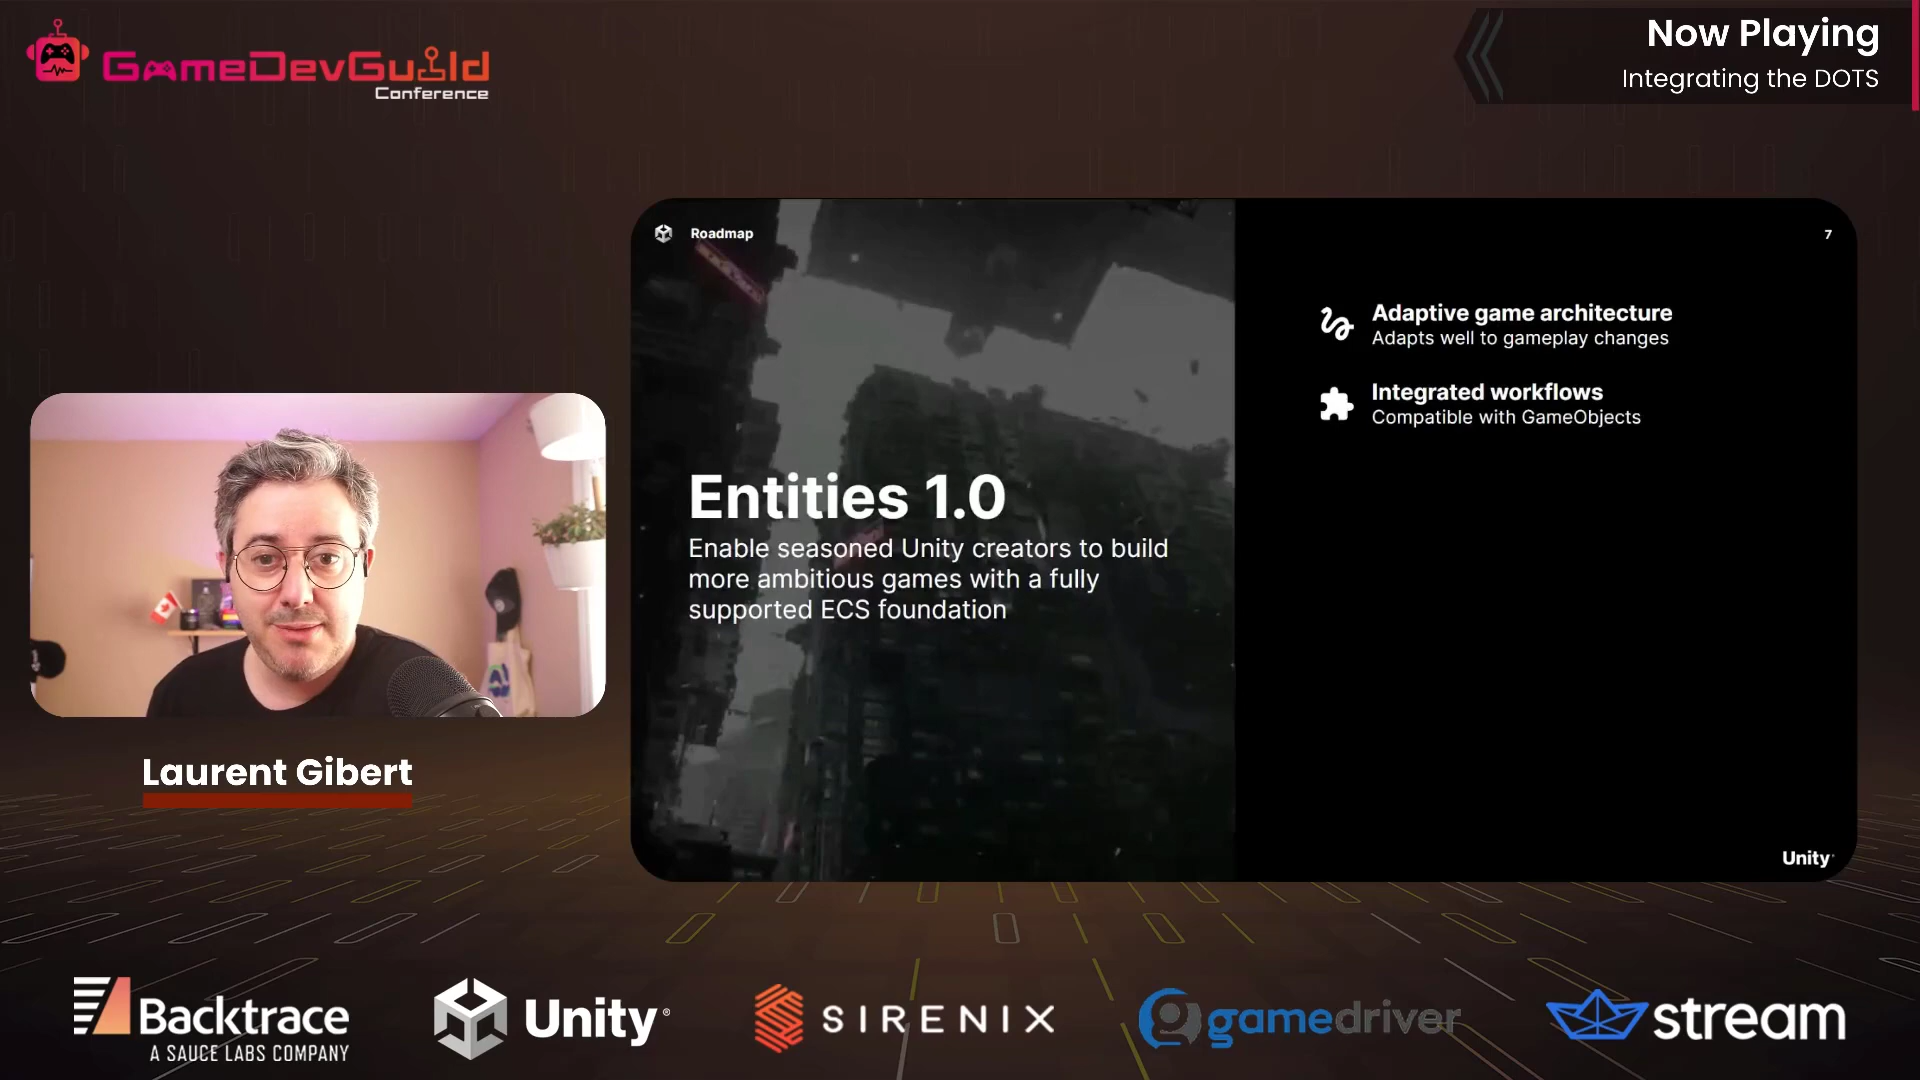 GameDevGuild
Conference
Now Playing
Integrating the DOTS
Roadmap
7
Adaptive game architecture
Adapts well to gameplay changes
Integrated workflows
Compatible with GameObjects
Entities 1.0
Enable seasoned Unity creators to build
more ambitious games with a fully
supported ECS foundation
Unity
Laurent Gibert
Backtrace
A SAUCE LABS COMPANY
Unity®
SIRENIX
gamedriver
stream